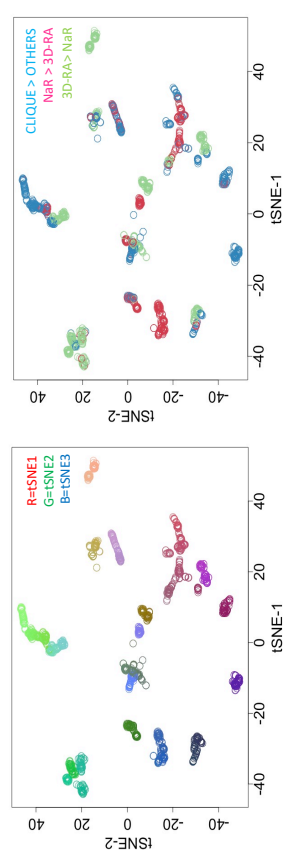 CLIQUE > OTHERS
NaR > 3D-RA
3D-RA> NaR
40
20
0
-20
-40
tSNE-2
40
20
0
-20
-40
tSNE-1
R=tSNE1
G=tSNE2
B=tSNE3
40
20
0
-20
-40
tSNE-2
40
20
0
-20
-40
tSNE-1